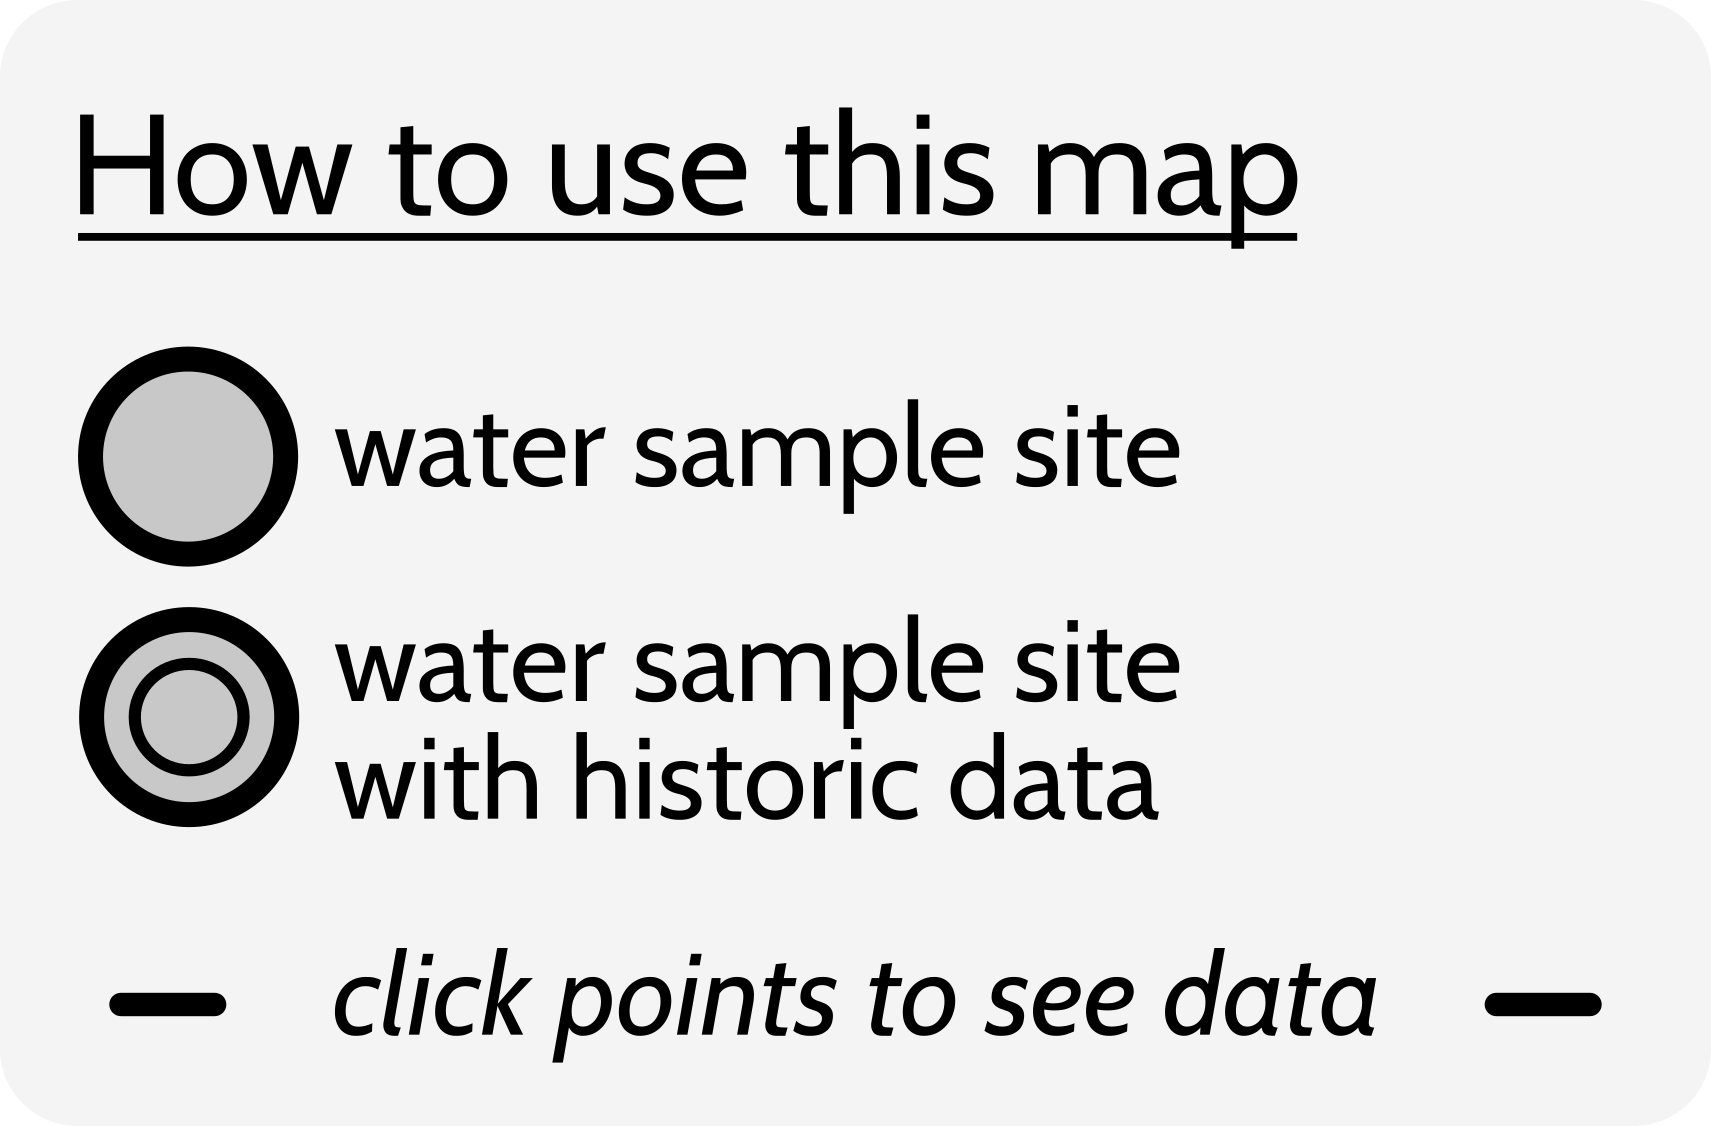 How to use this map
water sample site
water sample site
with historic data
click points to see data